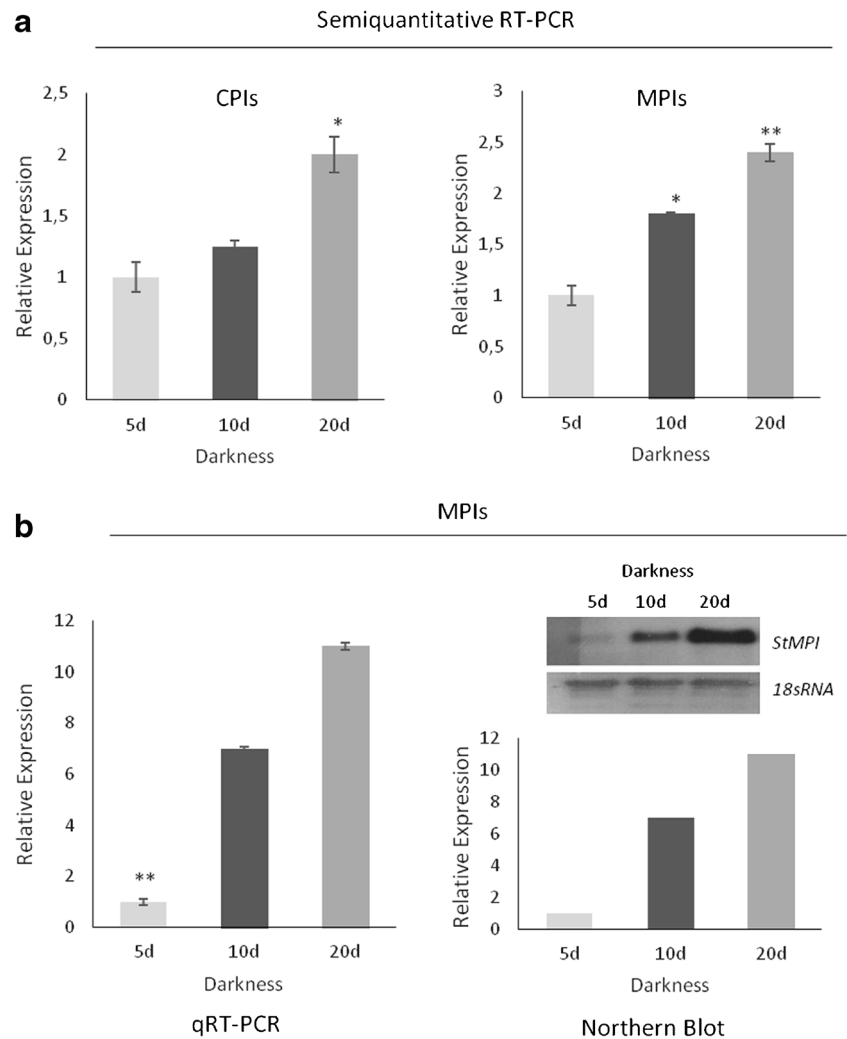 a
Semiquantitative RT-PCR
CPIs
Relative Expression
2,5
2
1,5
1
0,5
0
*
5d 10d 20d
Darkness
MPIs
Relative Expression
3
2,5
2
1,5
1
0,5
0
*
**
5d 10d 20d
Darkness
b
MPIs
Relative Expression
12
10
8
6
4
2
0
**
5d 10d 20d
Darkness
qRT-PCR
Darkness
5d 10d 20d
StMPI
18sRNA
Relative Expression
12
10
8
6
4
2
0
5d 10d 20d
Darkness
Northern Blot